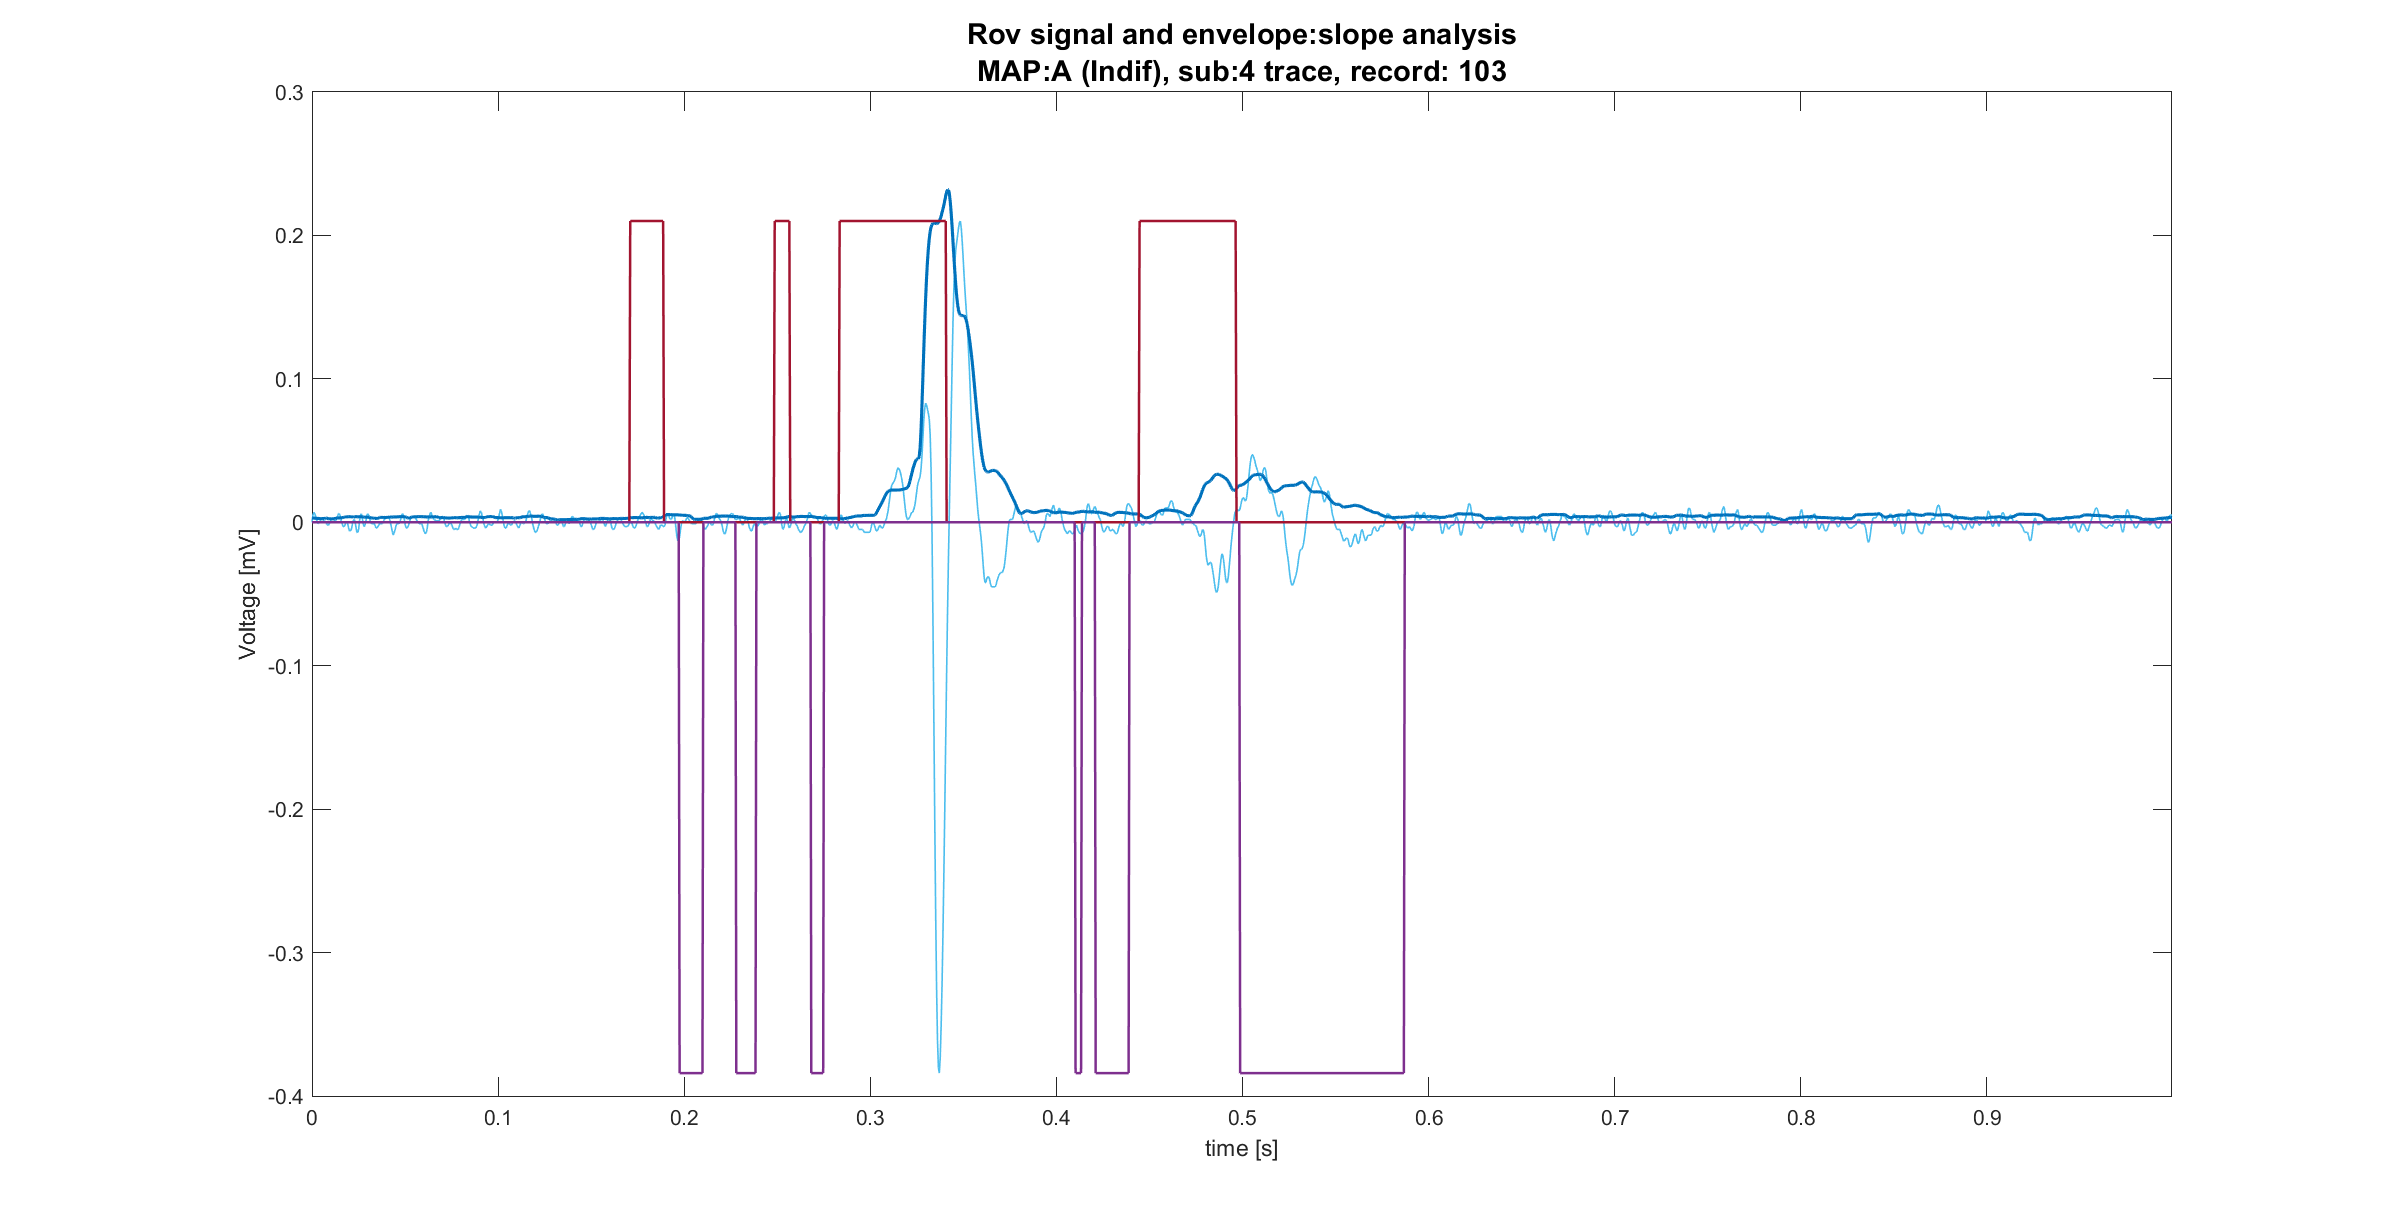 Rov signal and envelope:slope analysis
MAP:A (Indif), sub:4 trace, record: 103
0.3
0.2
0.1
0
-0.1
-0.2
-0.3
-0.4
Voltage [mV]
0 0.1 0.2 0.3 0.4 0.5 0.6 0.7 0.8 0.9
time [s]